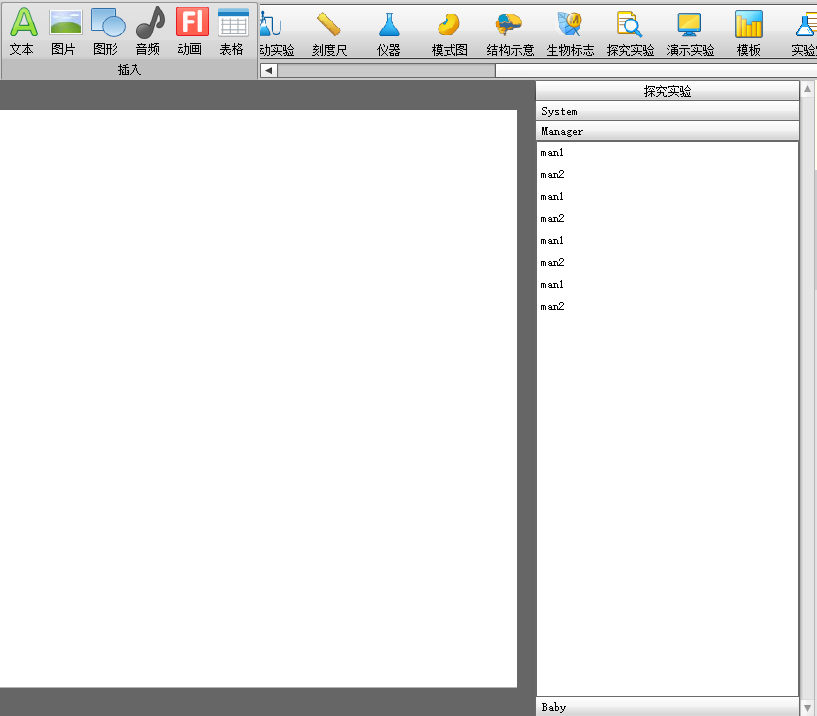 文本 图片 图形 音频 动画 表格 动实验 刻度尺 仪器 模式图 结构示意 生物标志 探究实验 演示实验 模板 实验
插入
探究实验
System
Manager
man1
man2
man1
man2
man1
man2
man1
man2
Baby